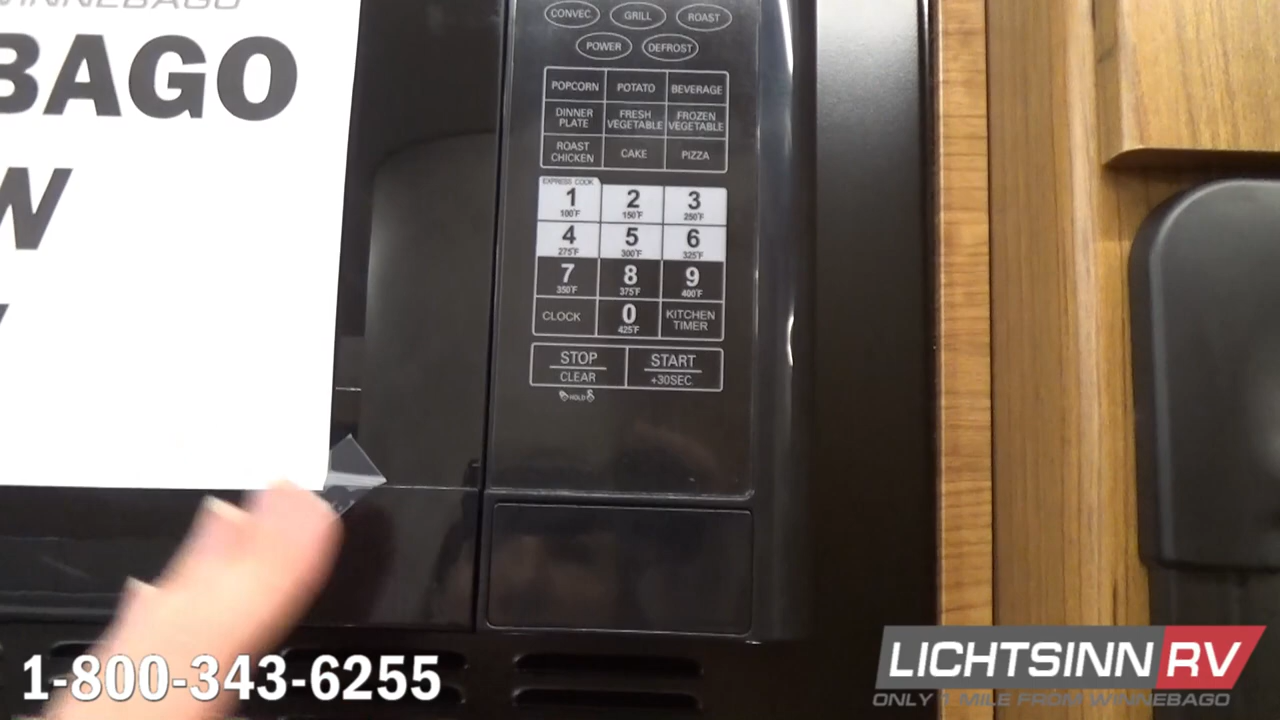 WINNEBAGO
BAGO
W
CONVEC. GRILL ROAST
POWER DEFROST
POPCORN POTATO BEVERAGE
DINNER PLATE FRESH VEGETABLE FROZEN VEGETABLE
ROAST CHICKEN CAKE PIZZA
EXPRESS COOK
1 2 3
100°F 150°F 250°F
4 5 6
275°F 300°F 325°F
7 8 9
350°F 375°F 400°F
CLOCK 0 KITCHEN TIMER
425°F
STOP START
CLEAR +30SEC
HOLD
1-800-343-6255
LICHTSINN RV
ONLY 1 MILE FROM WINNEBAGO